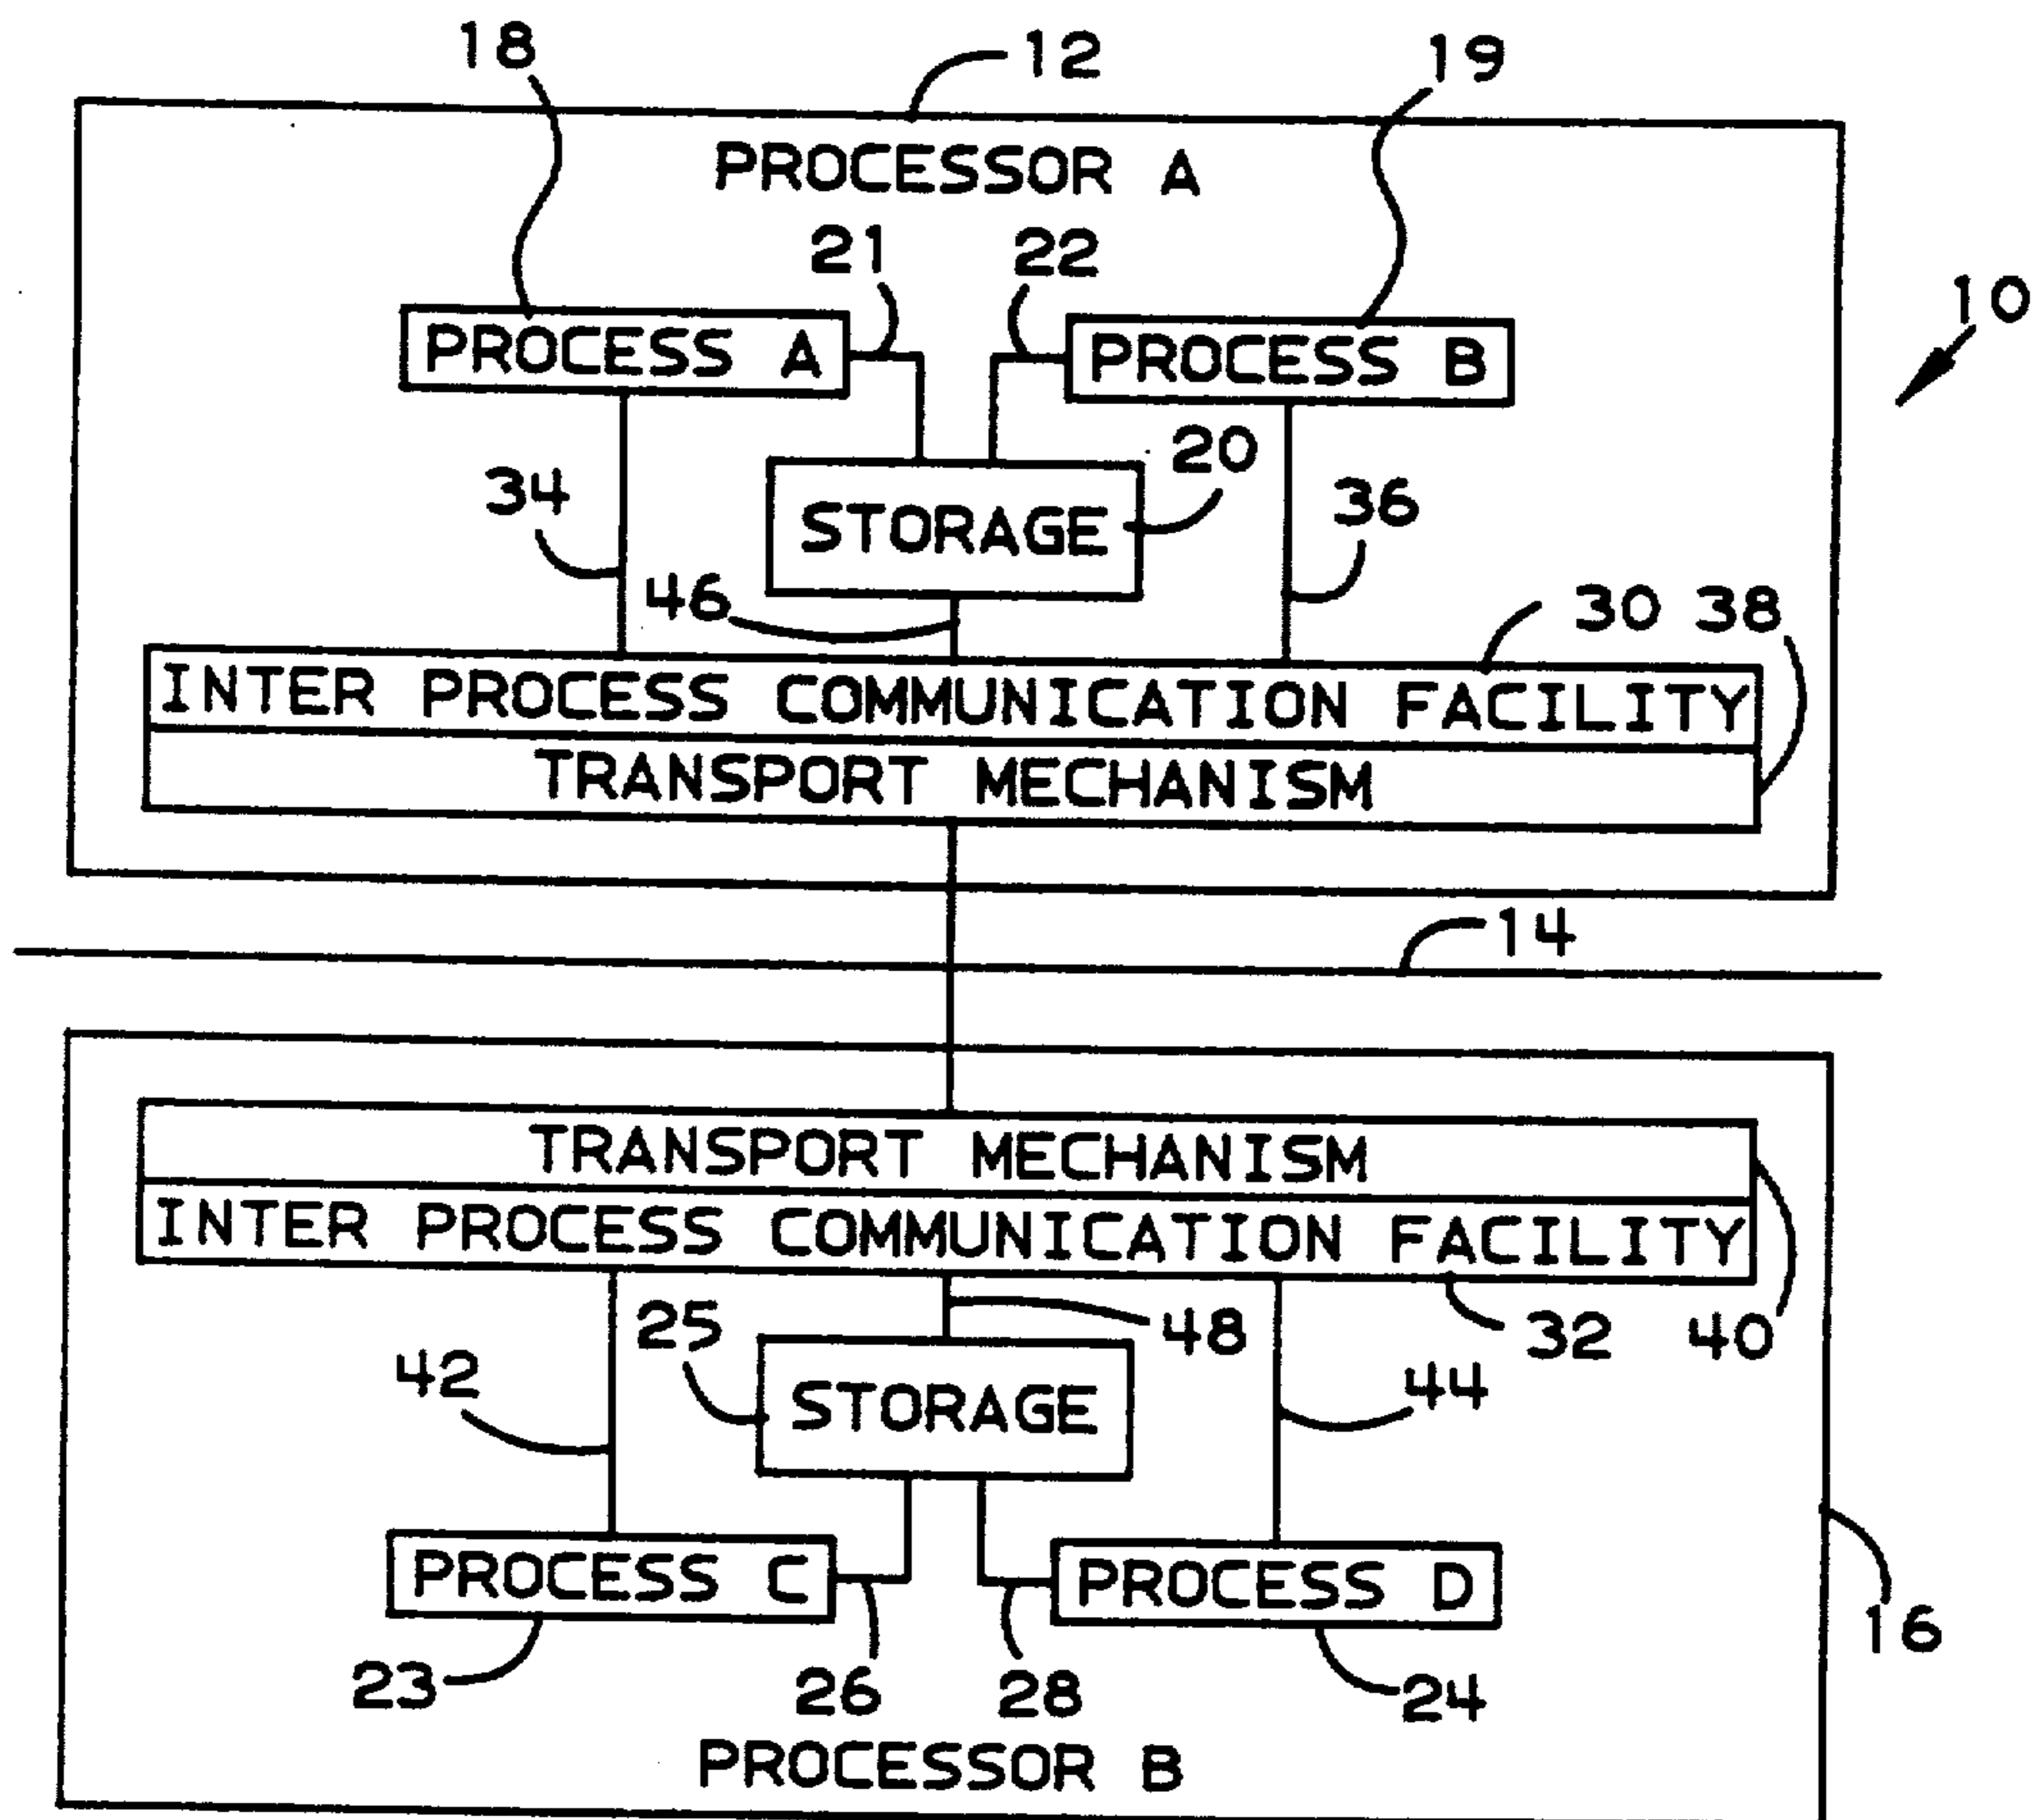 18
12
19
PROCESSOR A
21
22
10
PROCESS A
PROCESS B
20
34
STORAGE
36
46
30
38
INTER PROCESS COMMUNICATION FACILITY
TRANSPORT MECHANISM
14
TRANSPORT MECHANISM
INTER PROCESS COMMUNICATION FACILITY
25
48
32
40
42
STORAGE
44
PROCESS C
PROCESS D
16
23
26
28
24
PROCESSOR B